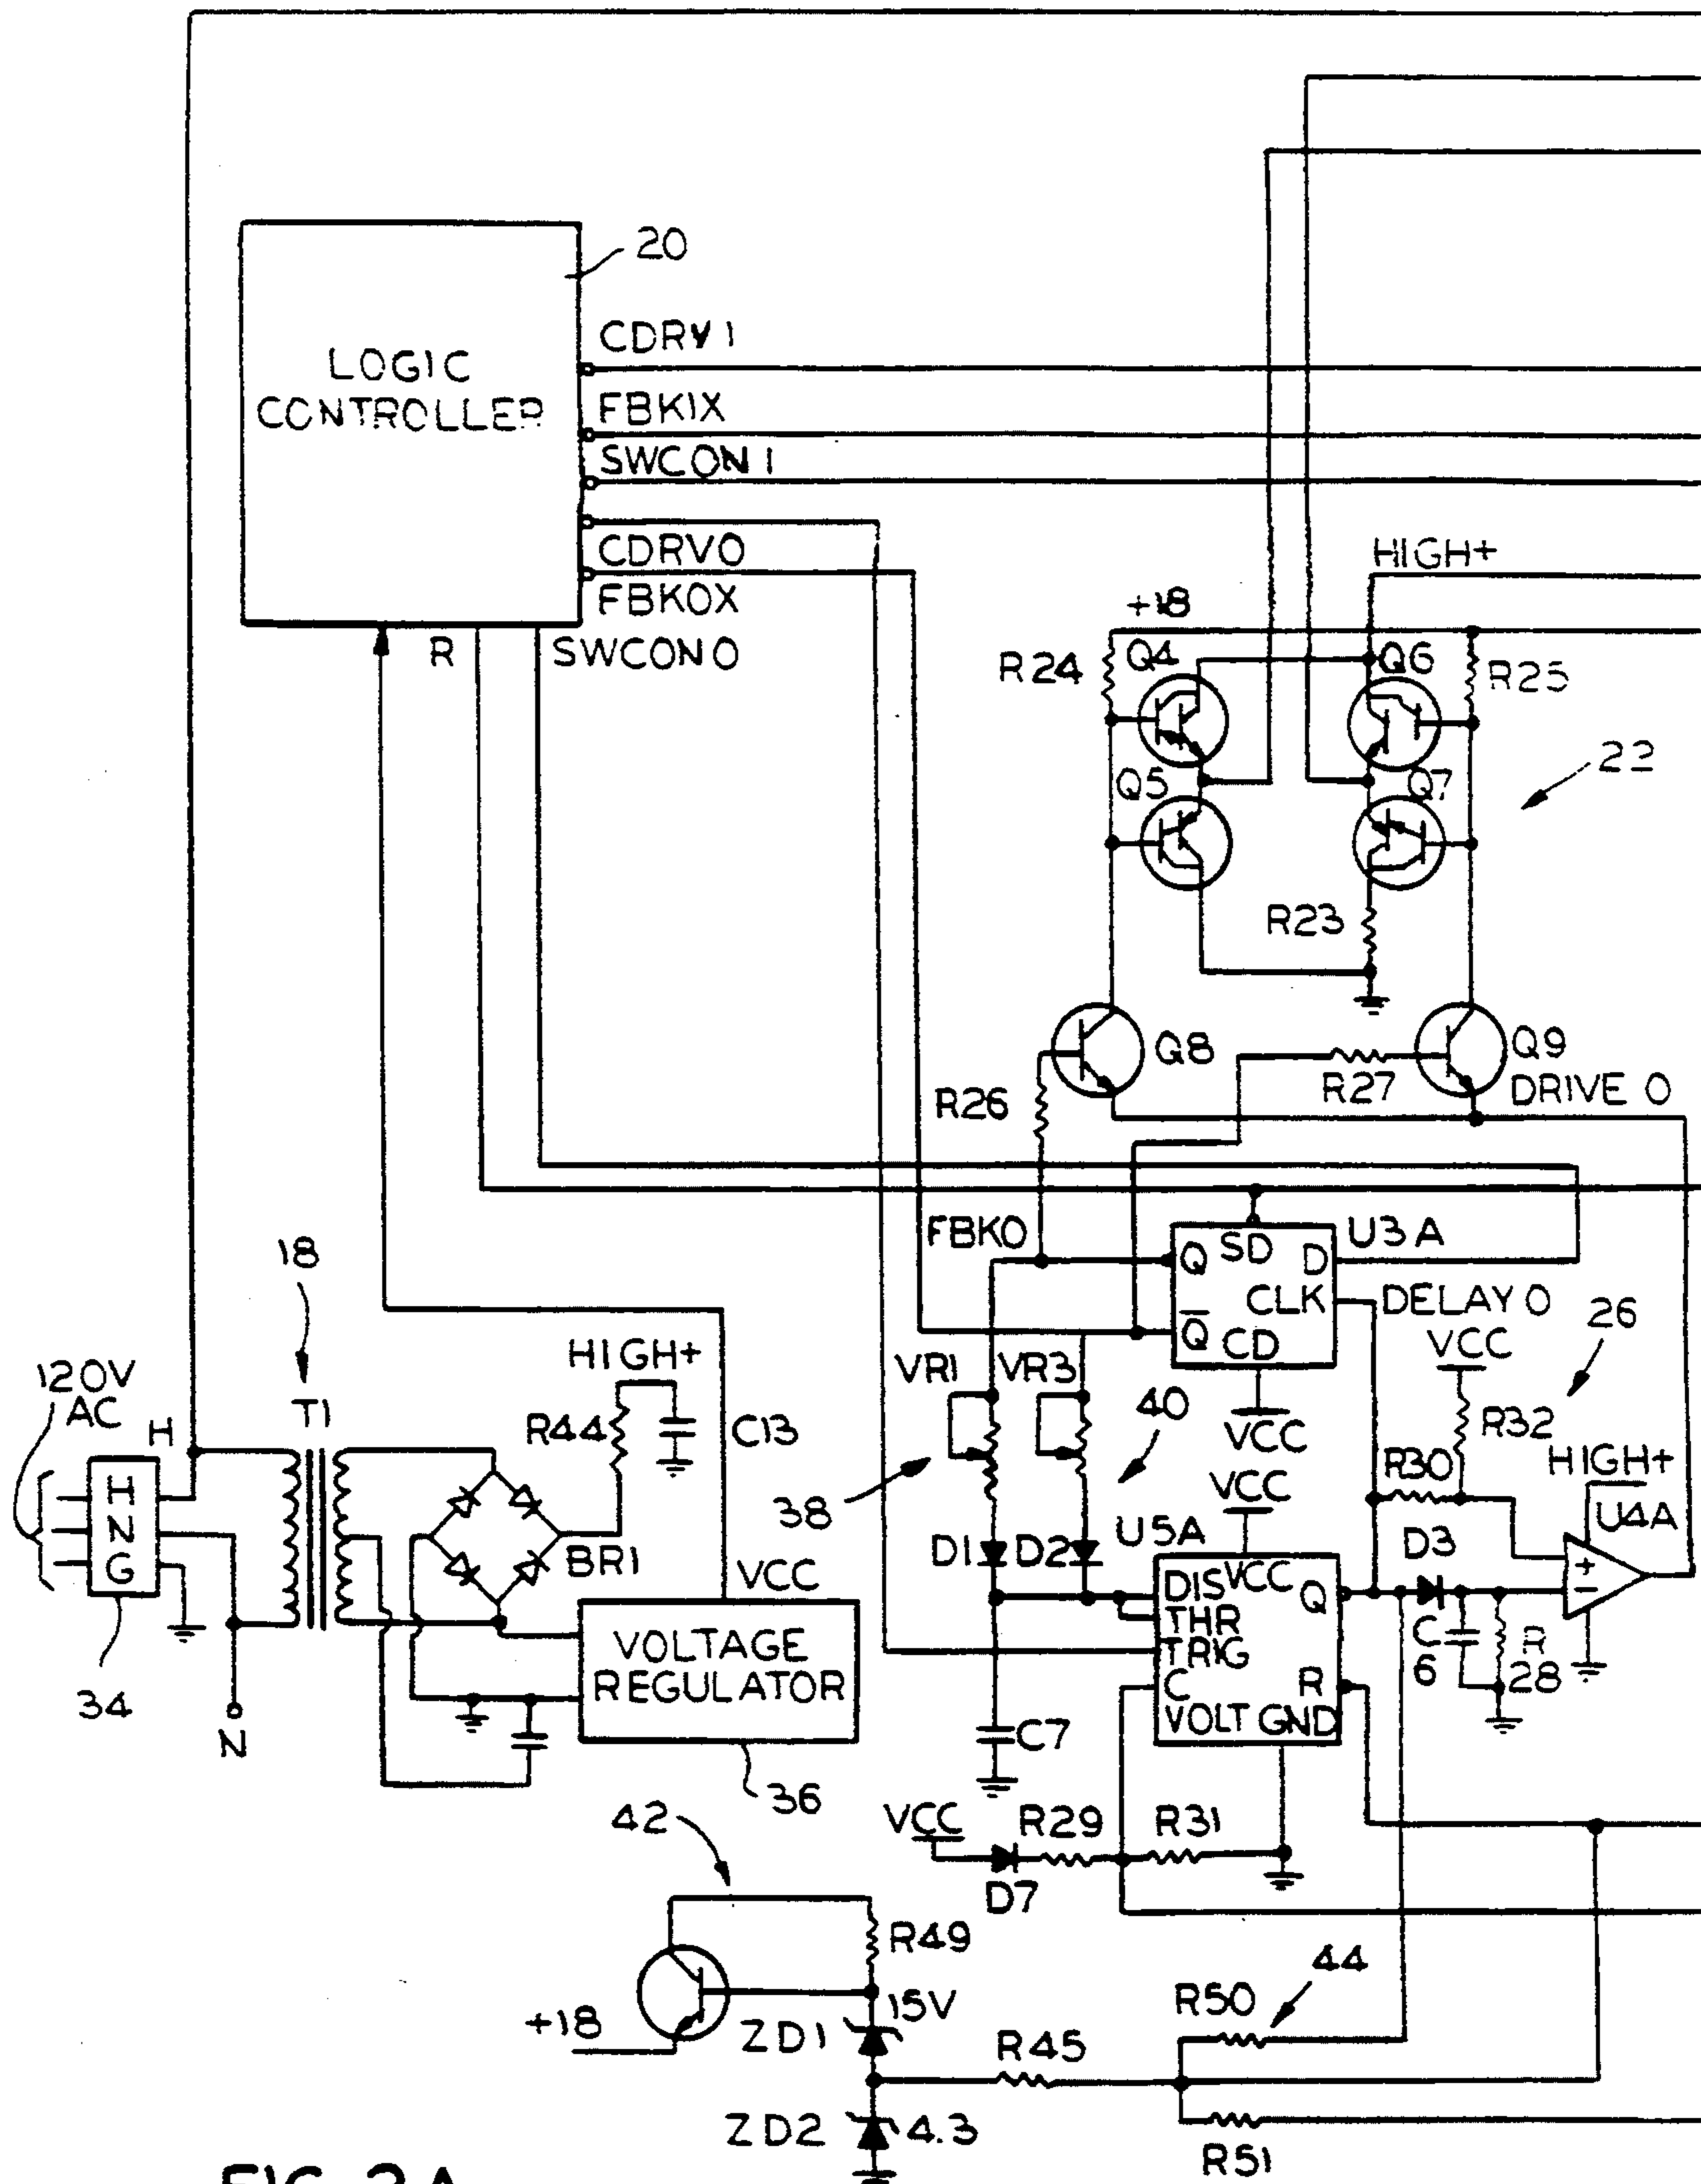 20
CDRV1
LOGIC
CONTROLLER
FBK1X
SWCON1
CDRV0
FBK0X
R
SWCON0
HIGH+
+18
R24
Q4
Q6
R25
Q5
Q7
22
R23
Q8
Q9
R27
DRIVE 0
R26
FBK0
U3A
Q
SD
D
CLK
DELAY 0
Q
CD
VCC
18
HIGH+
VR1
VR3
40
VCC
26
120V
AC
H
T1
R44
C13
R32
R30
HIGH+
VCC
H
N
G
38
D1
D2
U5A
U4A
D3
+
−
BR1
VCC
DIS
VCC
Q
THR
TRIG
C
VOLT
GND
R
C
6
R
28
VOLTAGE
REGULATOR
34
N
C7
36
42
VCC
R29
R31
D7
R49
15V
+18
ZD1
R45
R50
44
ZD2
4.3
R51
FIG. 2A